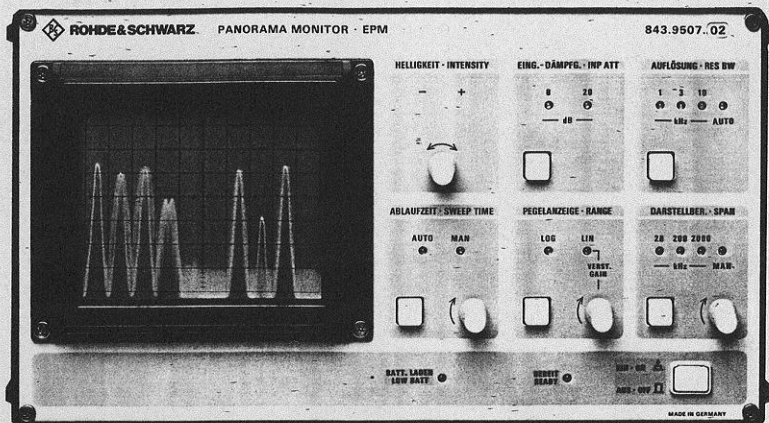 ROHDE&SCHWARZ PANORAMA MONITOR · EPM 843.9507..02
HELLIGKEIT · INTENSITY
− +
EING.-DÄMPFG. · INP ATT
0 20
dB
AUFLÖSUNG · RES BW
1 3 10
kHz AUTO
ABLAUFZEIT · SWEEP TIME
AUTO MAN
PEGELANZEIGE · RANGE
LOG LIN
VERST.
GAIN
DARSTELLBER. · SPAN
20 200 2000
kHz MAN
BATT. LADEN
LOW BATT
BEREIT
READY
EIN · ON
AUS · OFF
MADE IN GERMANY